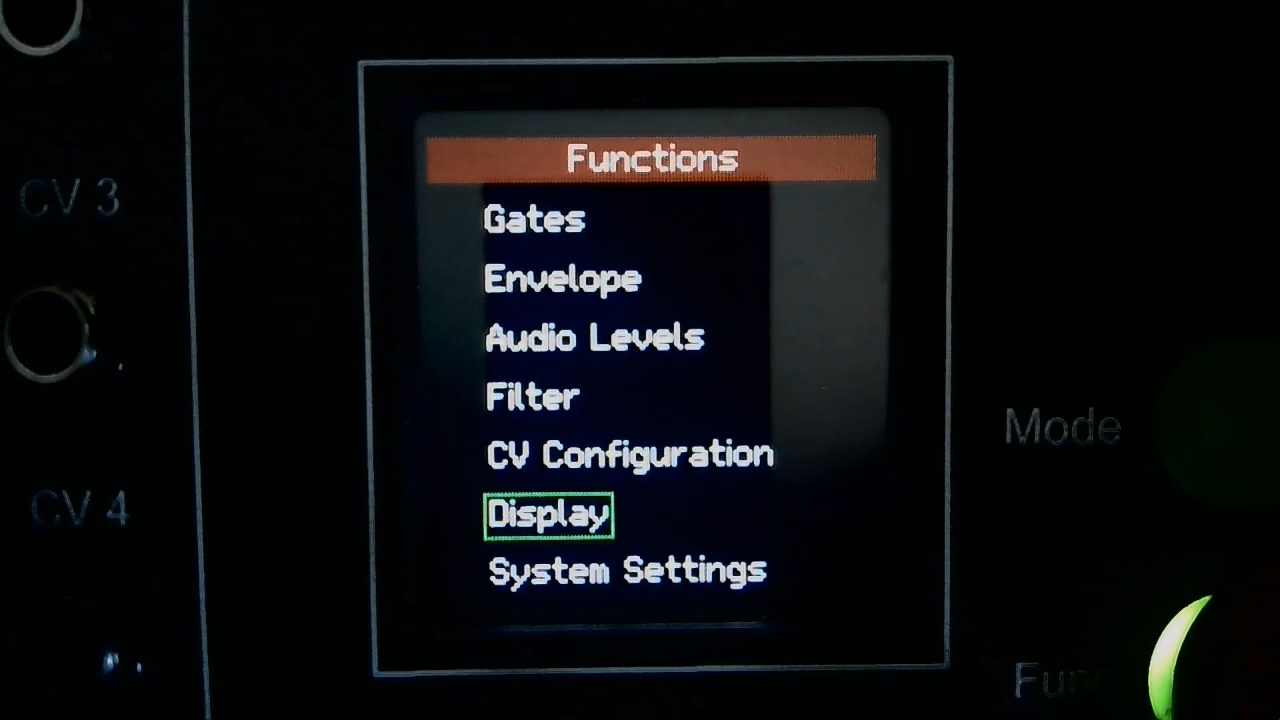 Functions
Gates
Envelope
Audio Levels
Filter
CV Configuration
Display
System Settings
CV 3
CV 4
Mode